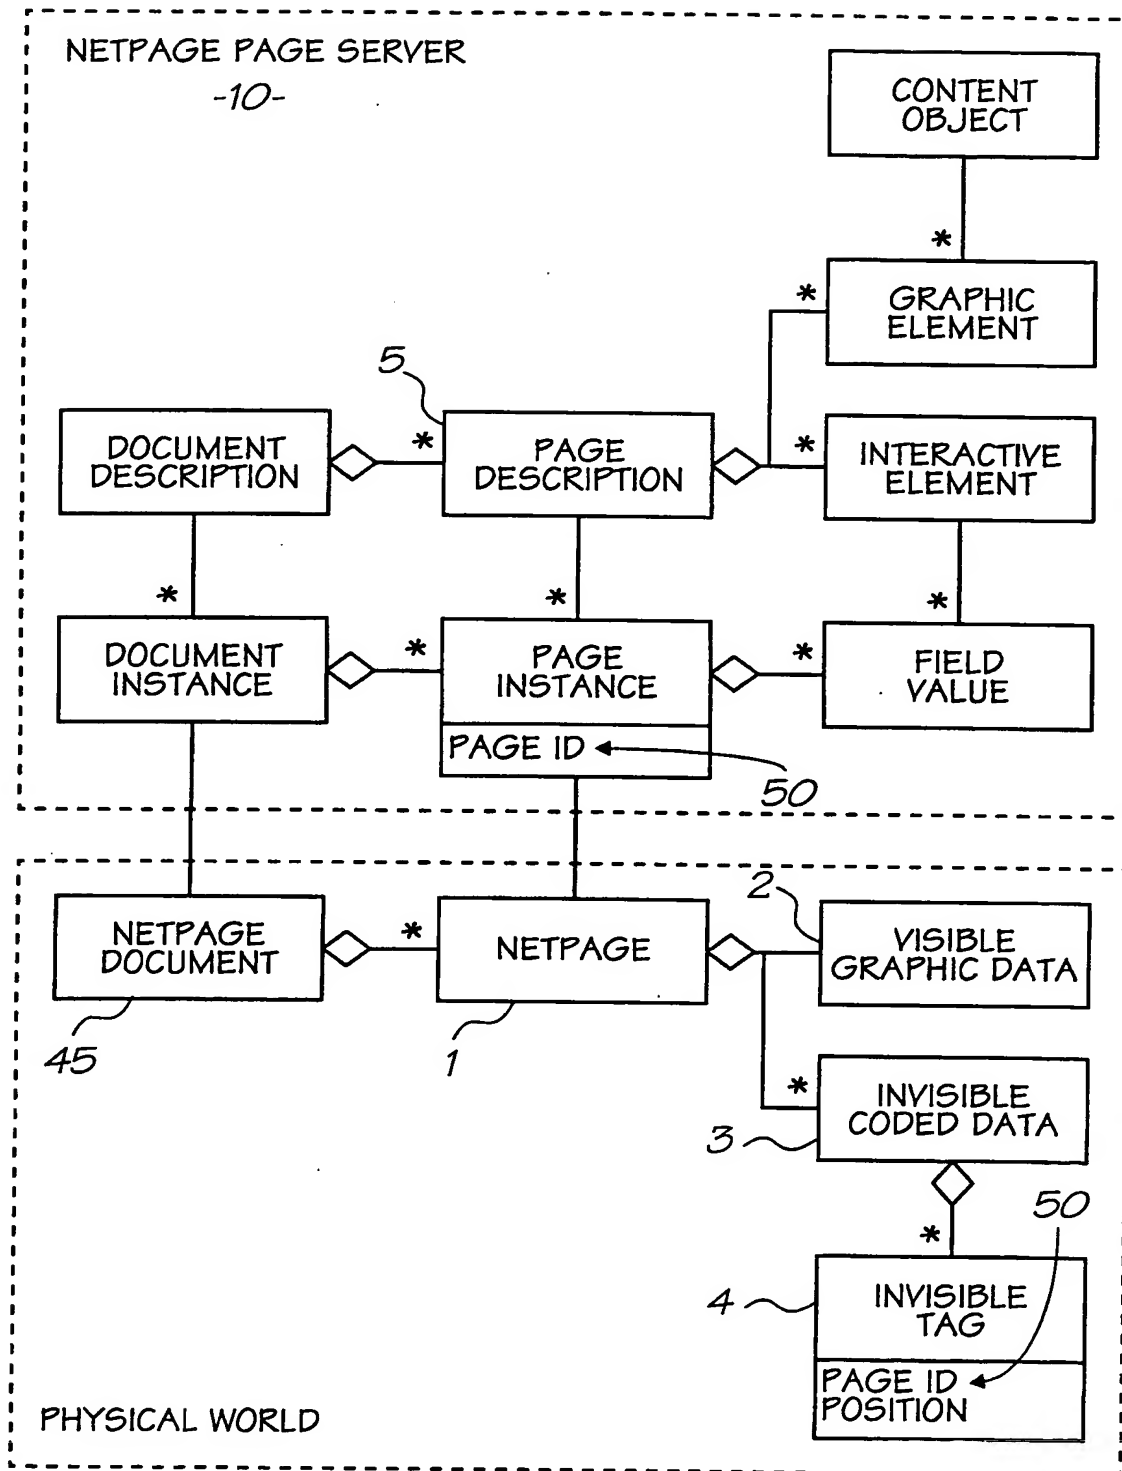 NETPAGE PAGE SERVER
-10-
CONTENT
OBJECT
*
*
GRAPHIC
ELEMENT
5
DOCUMENT
DESCRIPTION
*
PAGE
DESCRIPTION
*
INTERACTIVE
ELEMENT
*
*
*
DOCUMENT
INSTANCE
*
PAGE
INSTANCE
*
FIELD
VALUE
PAGE ID
50
2
NETPAGE
DOCUMENT
*
NETPAGE
VISIBLE
GRAPHIC DATA
45
1
*
INVISIBLE
CODED DATA
3
50
*
4
INVISIBLE
TAG
PAGE ID
POSITION
PHYSICAL WORLD